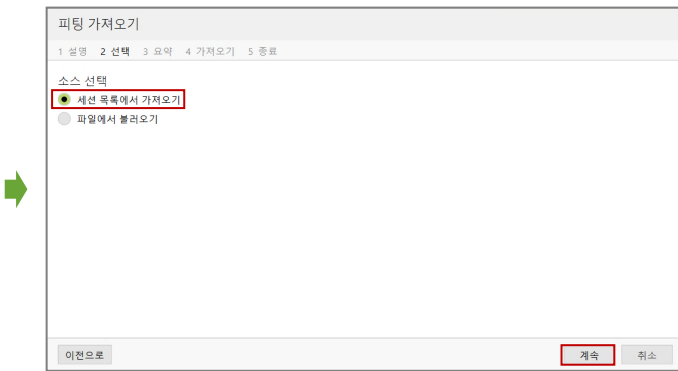 피팅 가져오기
1 설명 2 선택 3 요약 4 가져오기 5 종료
소스 선택
세션 목록에서 가져오기
파일에서 불러오기
이전으로 계속 취소